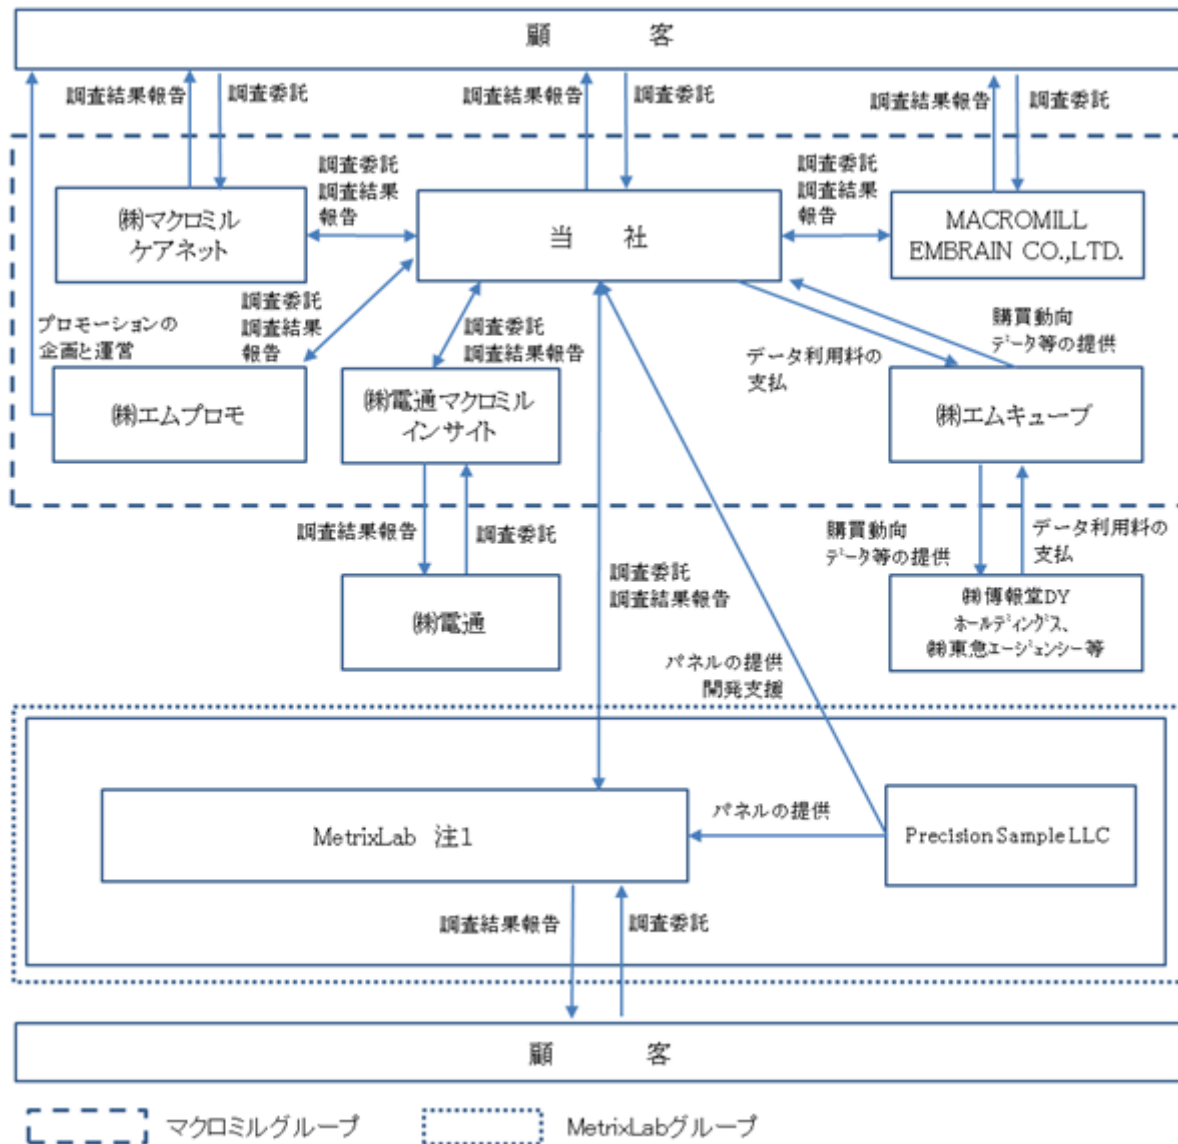 顧　　　客
調査結果報告
調査委託
調査結果報告
調査委託
調査結果報告
調査委託
㈱マクロミル
ケアネット
調査委託
調査結果
報告
当　　社
調査委託
調査結果
報告
MACROMILL
EMBRAIN CO.,LTD.
プロモーションの
企画と運営
調査委託
調査結果
報告
調査委託
調査結果報告
データ利用料の
支払
購買動向
データ等の提供
㈱エムプロモ
㈱電通マクロミル
インサイト
㈱エムキューブ
調査結果報告
調査委託
購買動向
データ等の提供
データ利用料の
支払
㈱電通
調査委託
調査結果報告
㈱博報堂DY
ホールディングス、
㈱東急エージェンシー等
パネルの提供
開発支援
MetrixLab 注1
パネルの提供
Precision Sample LLC
調査結果報告
調査委託
顧　　　客
マクロミルグループ
MetrixLabグループ